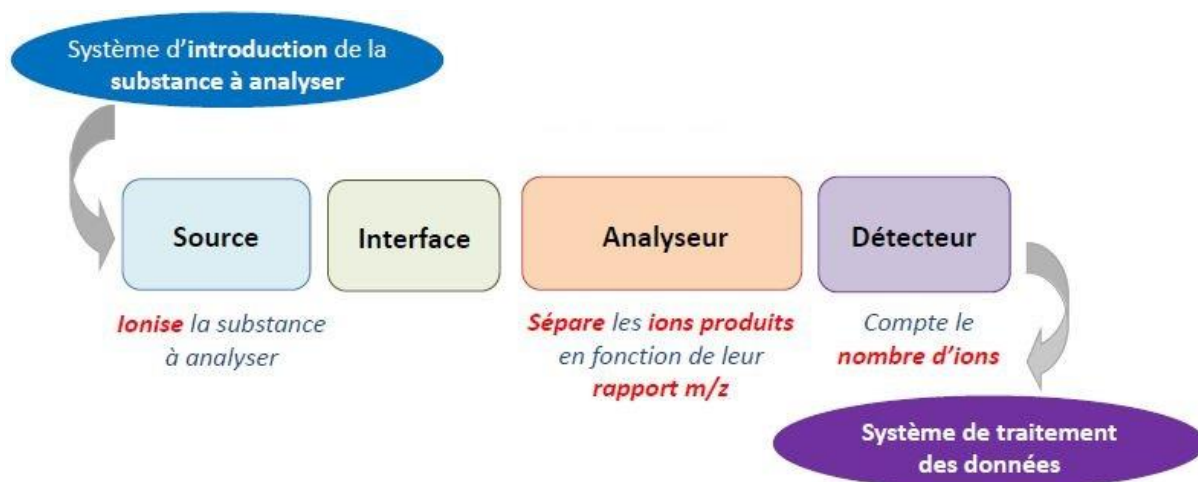 Système d'introduction de la
substance à analyser
Source
Interface
Analyseur
Détecteur
Ionise la substance
à analyser
Sépare les ions produits
en fonction de leur
rapport m/z
Compte le
nombre d'ions
Système de traitement
des données